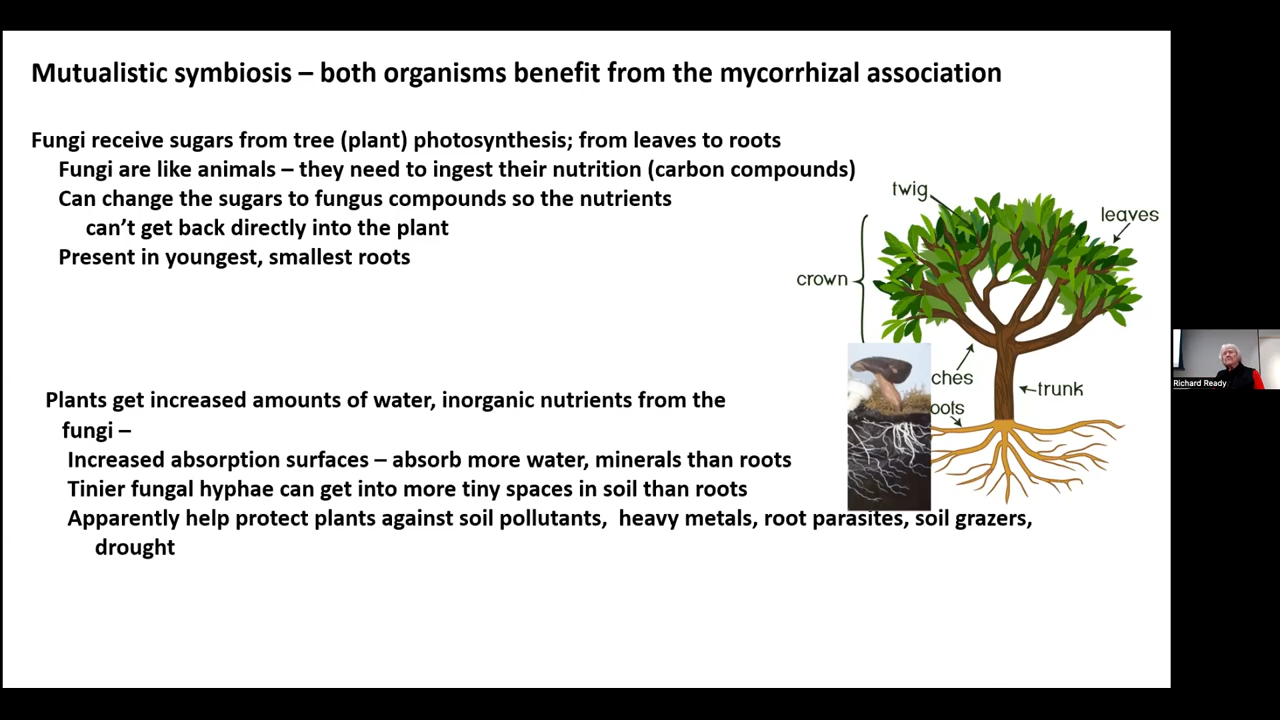 Mutualistic symbiosis – both organisms benefit from the mycorrhizal association
Fungi receive sugars from tree (plant) photosynthesis; from leaves to roots
Fungi are like animals – they need to ingest their nutrition (carbon compounds)
Can change the sugars to fungus compounds so the nutrients
can’t get back directly into the plant
Present in youngest, smallest roots
twig
leaves
crown
ches
trunk
oots
Plants get increased amounts of water, inorganic nutrients from the
fungi –
Increased absorption surfaces – absorb more water, minerals than roots
Tinier fungal hyphae can get into more tiny spaces in soil than roots
Apparently help protect plants against soil pollutants, heavy metals, root parasites, soil grazers,
drought
Richard Ready